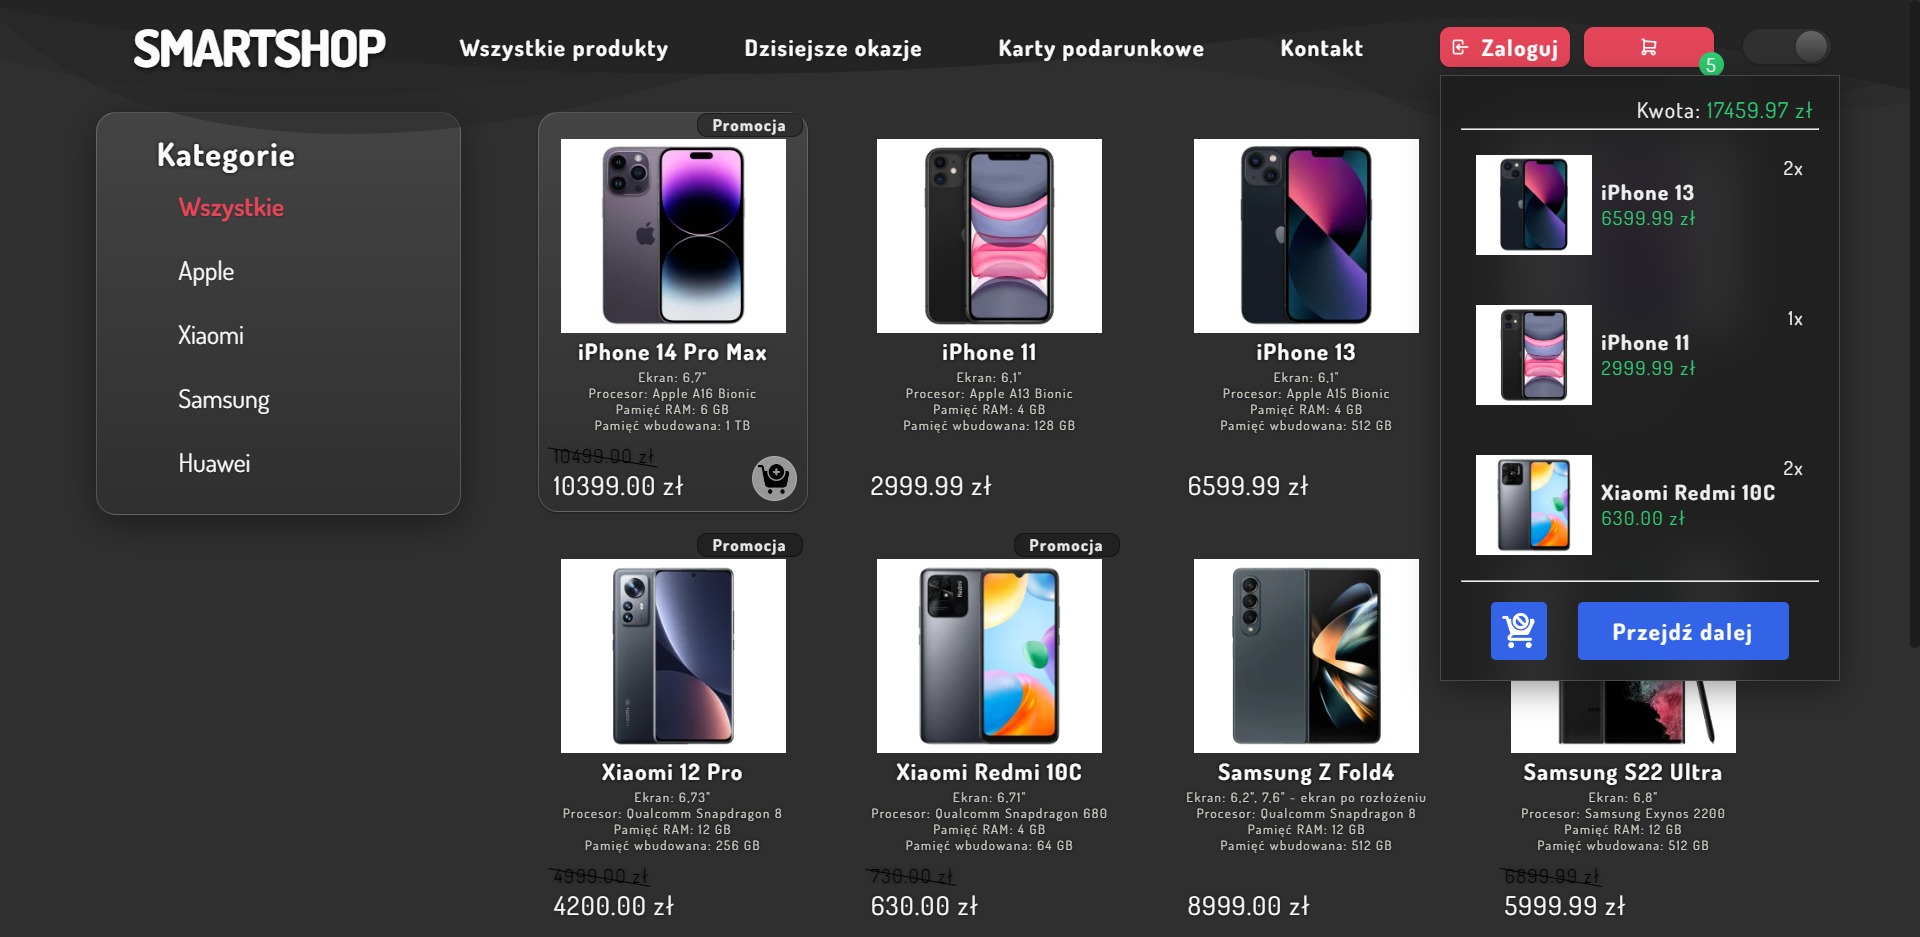 SMARTSHOP
Wszystkie produkty
Dzisiejsze okazje
Karty podarunkowe
Kontakt
Zaloguj
5
Kategorie
Wszystkie
Apple
Xiaomi
Samsung
Huawei
Promocja
iPhone 14 Pro Max
Ekran: 6,7"
Procesor: Apple A16 Bionic
Pamięć RAM: 6 GB
Pamięć wbudowana: 1 TB
10499.00 zł
10399.00 zł
iPhone 11
Ekran: 6,1"
Procesor: Apple A13 Bionic
Pamięć RAM: 4 GB
Pamięć wbudowana: 128 GB
2999.99 zł
iPhone 13
Ekran: 6,1"
Procesor: Apple A15 Bionic
Pamięć RAM: 4 GB
Pamięć wbudowana: 512 GB
6599.99 zł
Kwota: 17459.97 zł
2x
iPhone 13
6599.99 zł
1x
iPhone 11
2999.99 zł
2x
Xiaomi Redmi 10C
630.00 zł
Przejdź dalej
Promocja
Xiaomi 12 Pro
Ekran: 6,73"
Procesor: Qualcomm Snapdragon 8
Pamięć RAM: 12 GB
Pamięć wbudowana: 256 GB
4999.00 zł
4200.00 zł
Promocja
Redmi
Xiaomi Redmi 10C
Ekran: 6,71"
Procesor: Qualcomm Snapdragon 680
Pamięć RAM: 4 GB
Pamięć wbudowana: 64 GB
730.00 zł
630.00 zł
Samsung Z Fold4
Ekran: 6,2", 7,6" - ekran po rozłożeniu
Procesor: Qualcomm Snapdragon 8
Pamięć RAM: 12 GB
Pamięć wbudowana: 512 GB
8999.00 zł
Samsung S22 Ultra
Ekran: 6,8"
Procesor: Samsung Exynos 2200
Pamięć RAM: 12 GB
Pamięć wbudowana: 512 GB
6899.99 zł
5999.99 zł